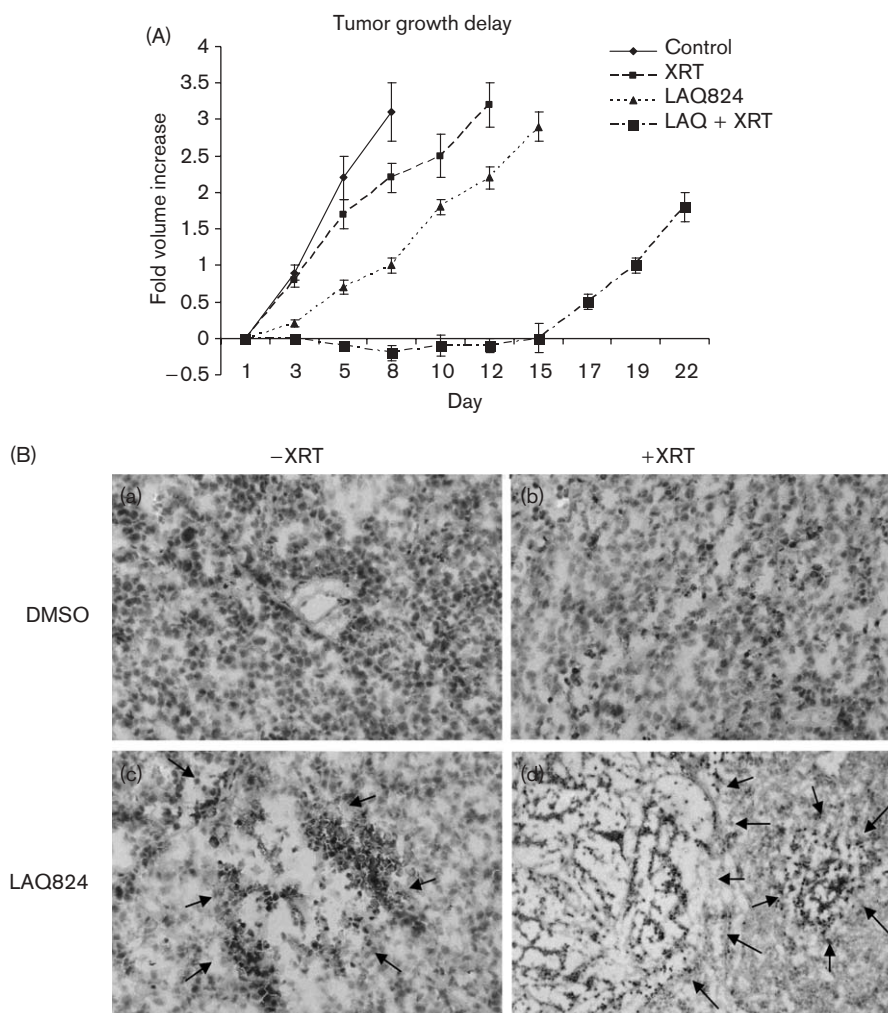 (A)
Tumor growth delay
Control
XRT
LAQ824
LAQ + XRT
Fold volume increase
4
3.5
3
2.5
2
1.5
1
0.5
0
−0.5
1 3 5 8 10 12 15 17 19 22
Day
(B)
−XRT
+XRT
(a)
(b)
DMSO
(c)
(d)
LAQ824